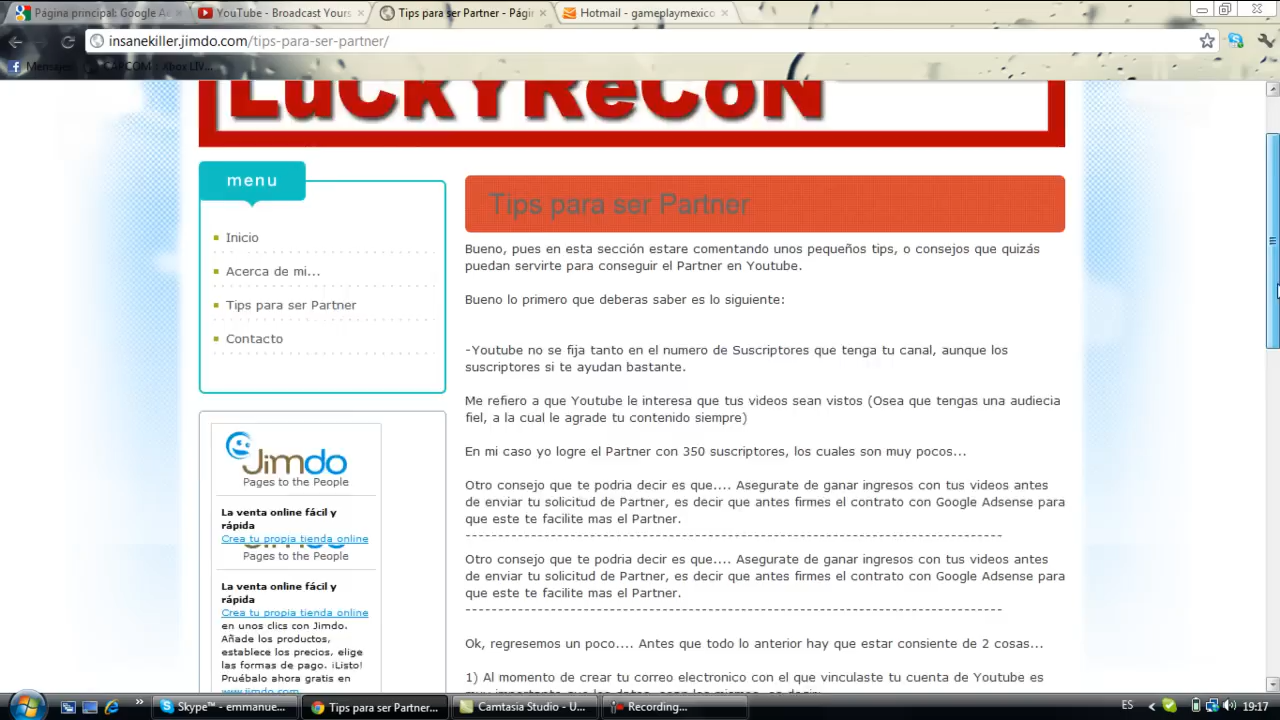 Página principal: Google A
YouTube - Broadcast Yours
Tips para ser Partner - Pági
Hotmail - gameplaymexico
insanekiller.jimdo.com/tips-para-ser-partner/
Mensajes
CAPCOM : Xbox LIV...
LuCkYReCoN
menu
Inicio
Acerca de mi...
Tips para ser Partner
Contacto
Tips para ser Partner
Bueno, pues en esta sección estare comentando unos pequeños tips, o consejos que quizás
puedan servirte para conseguir el Partner en Youtube.
Bueno lo primero que deberas saber es lo siguiente:
-Youtube no se fija tanto en el numero de Suscriptores que tenga tu canal, aunque los
suscriptores si te ayudan bastante.
Me refiero a que Youtube le interesa que tus videos sean vistos (Osea que tengas una audiecia
fiel, a la cual le agrade tu contenido siempre)
En mi caso yo logre el Partner con 350 suscriptores, los cuales son muy pocos...
Otro consejo que te podria decir es que.... Asegurate de ganar ingresos con tus videos antes
de enviar tu solicitud de Partner, es decir que antes firmes el contrato con Google Adsense para
que este te facilite mas el Partner.
----------------------------------------------------------------------------------
Otro consejo que te podria decir es que.... Asegurate de ganar ingresos con tus videos antes
de enviar tu solicitud de Partner, es decir que antes firmes el contrato con Google Adsense para
que este te facilite mas el Partner.
----------------------------------------------------------------------------------
Ok, regresemos un poco.... Antes que todo lo anterior hay que estar consiente de 2 cosas...
1) Al momento de crear tu correo electronico con el que vinculaste tu cuenta de Youtube es
Jimdo
Pages to the People
La venta online fácil y
rápida
Crea tu propia tienda online
Pages to the People
La venta online fácil y
rápida
Crea tu propia tienda online
en unos clics con Jimdo.
Añade los productos,
establece los precios, elige
las formas de pago. ¡Listo!
Pruébalo ahora gratis en
www.jimdo.com
Skype™ - emmanue...
Tips para ser Partner...
Camtasia Studio - U...
Recording...
ES
19:17